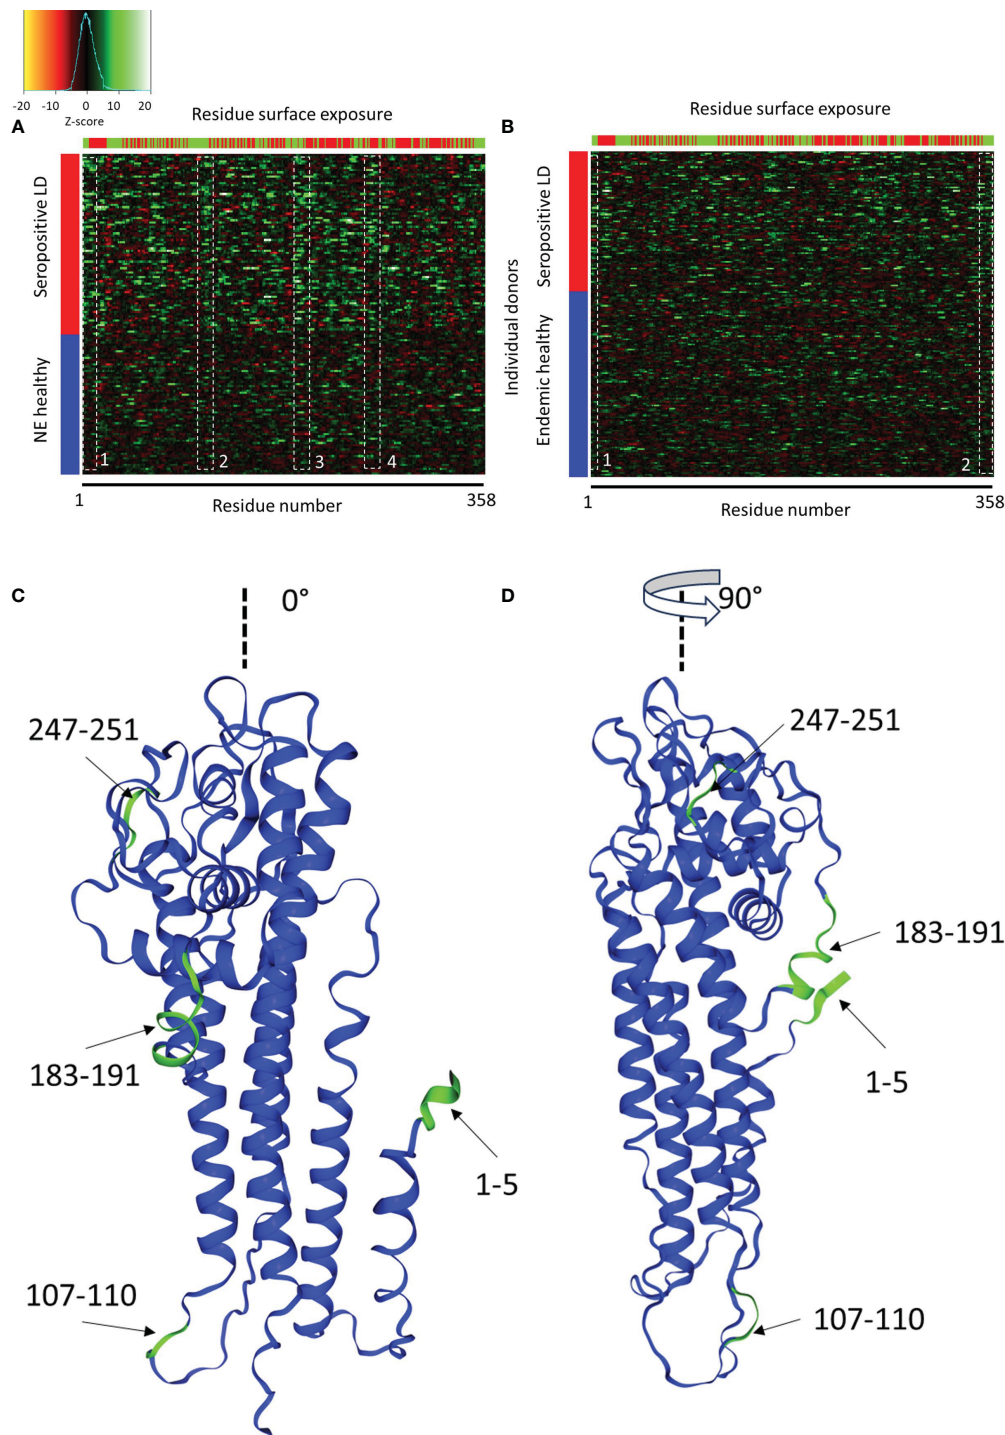 -20 -10 0 10 20
Z-score
A
Residue surface exposure
Seropositive LD
NE healthy
1 2 3 4
1 358
Residue number
B
Residue surface exposure
Individual donors
Seropositive LD
Endemic healthy
1 2
1 358
Residue number
C
0°
247-251
183-191
1-5
107-110
D
90°
247-251
183-191
1-5
107-110